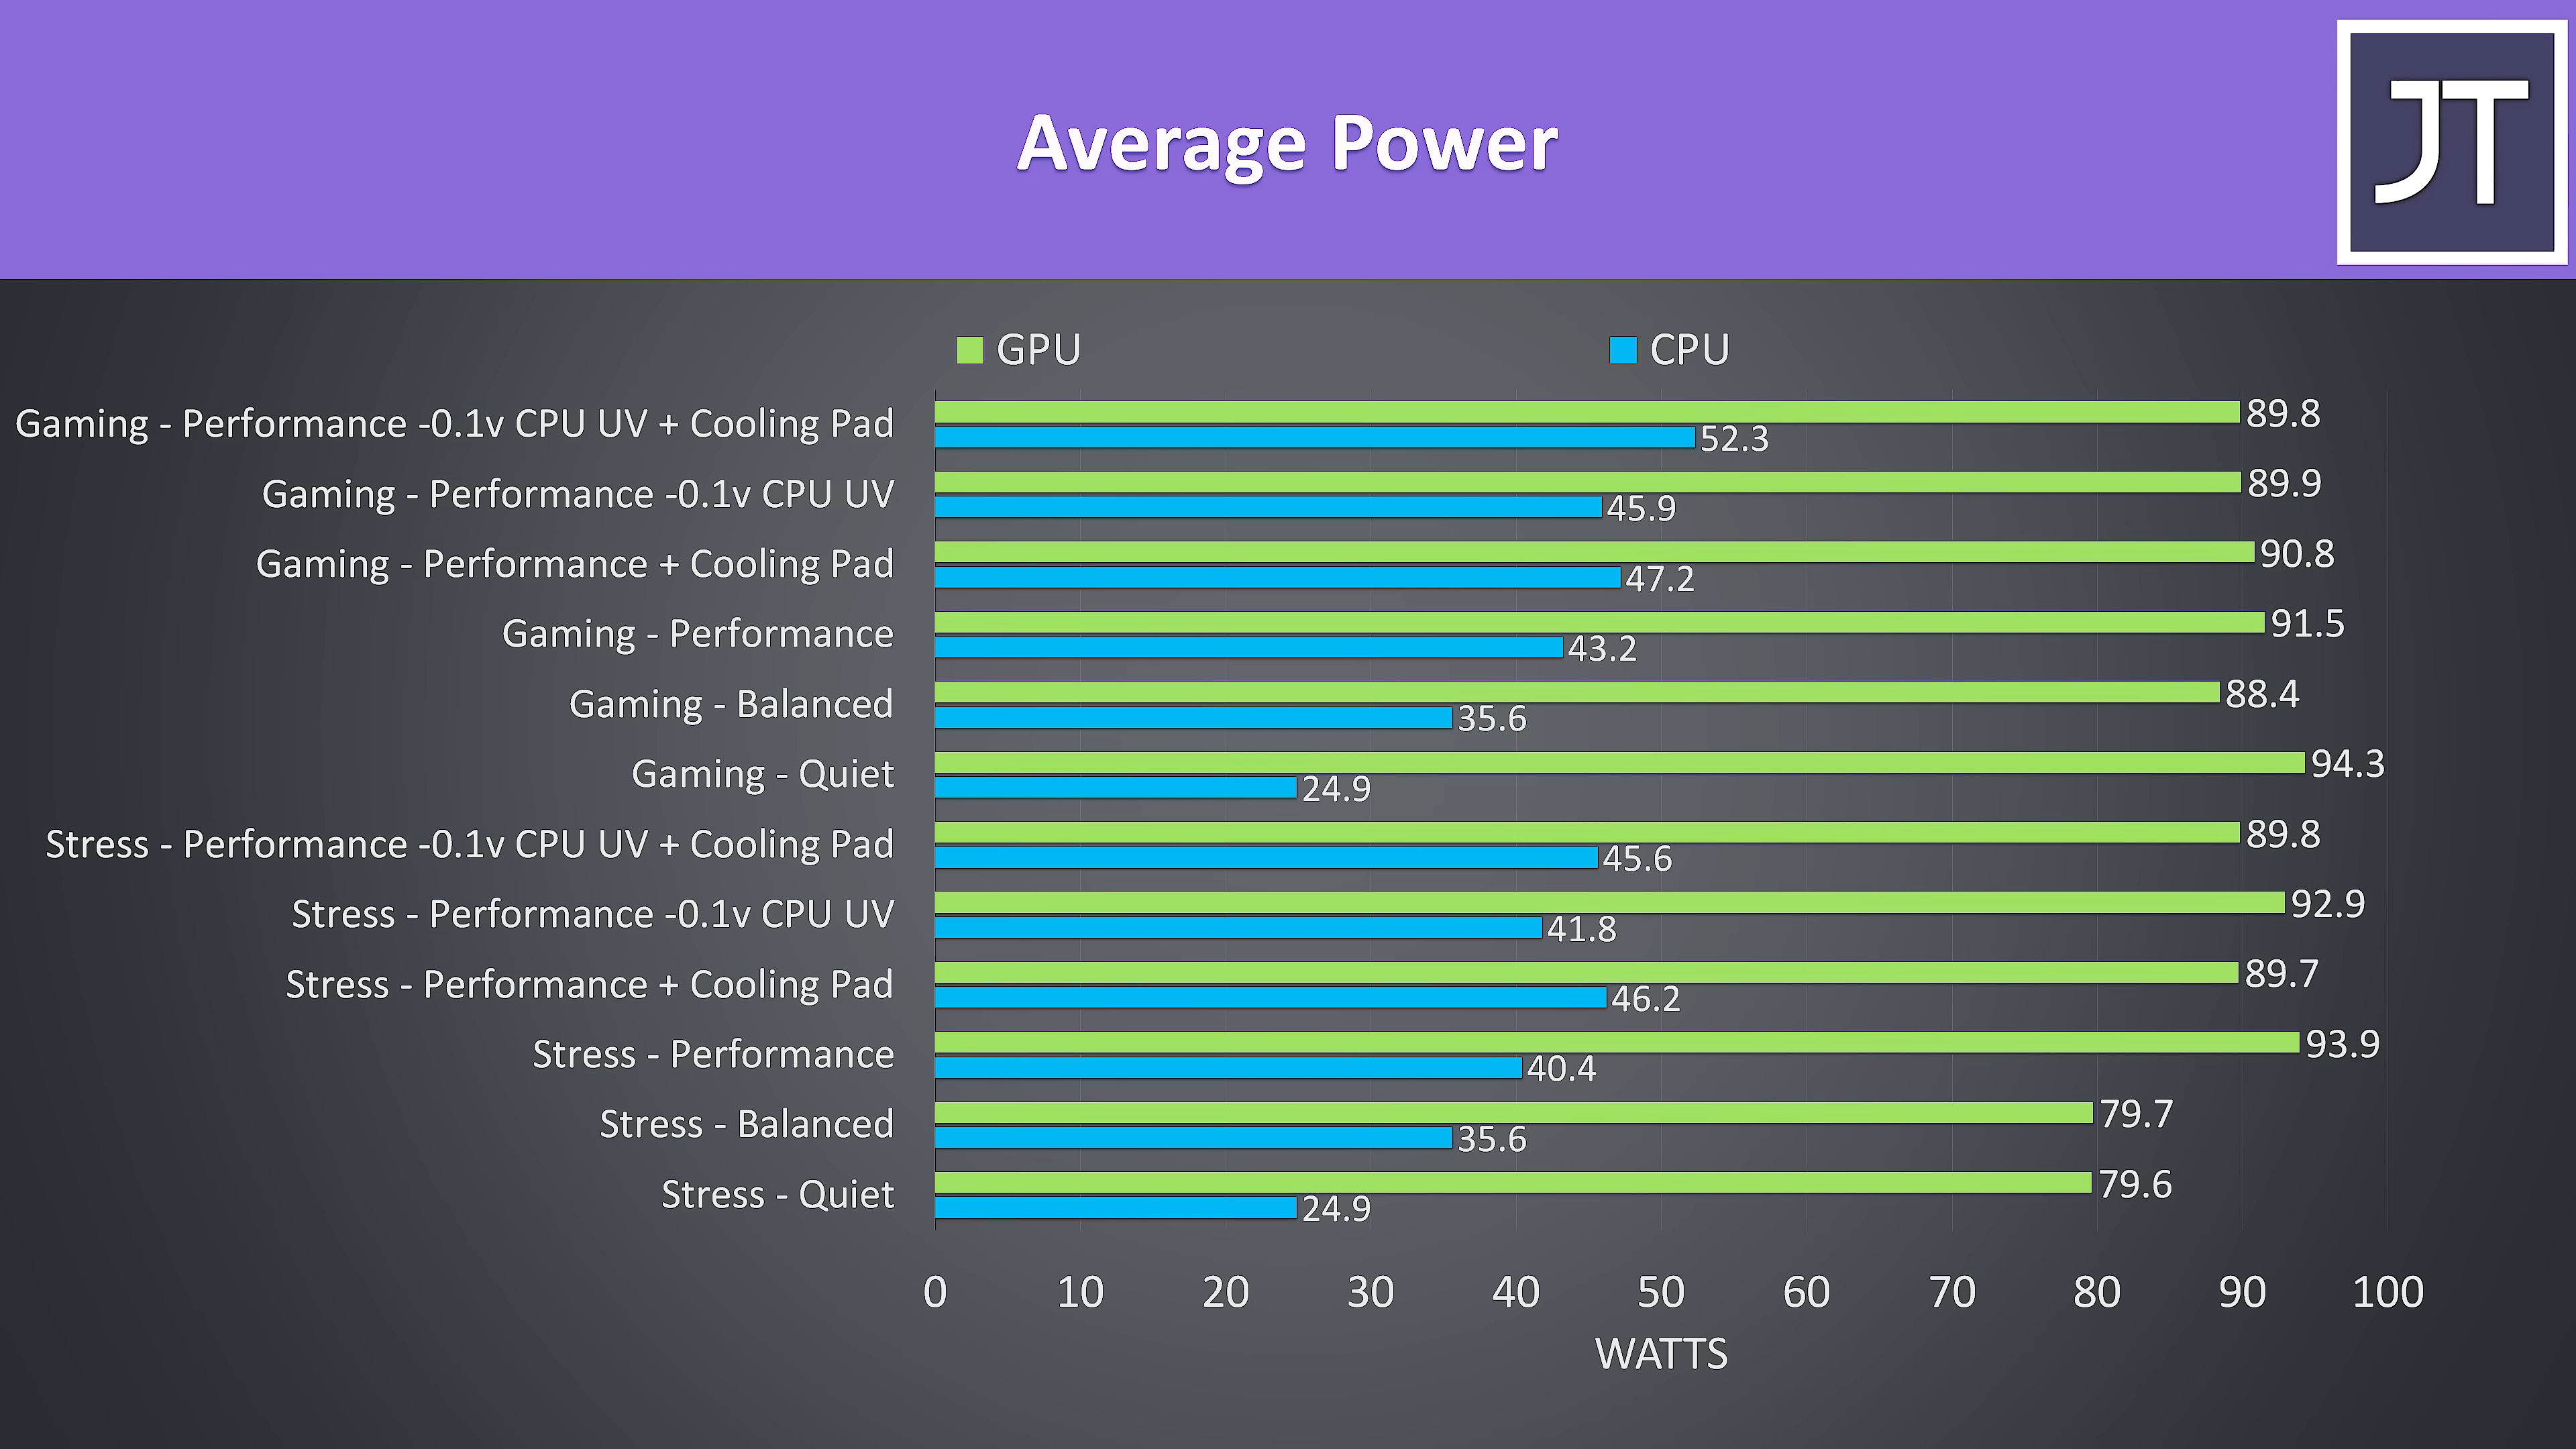 Average Power
JT
GPU CPU
Gaming - Performance -0.1v CPU UV + Cooling Pad 89.8
52.3
Gaming - Performance -0.1v CPU UV 89.9
45.9
Gaming - Performance + Cooling Pad 90.8
47.2
Gaming - Performance 91.5
43.2
Gaming - Balanced 88.4
35.6
Gaming - Quiet 94.3
24.9
Stress - Performance -0.1v CPU UV + Cooling Pad 89.8
45.6
Stress - Performance -0.1v CPU UV 92.9
41.8
Stress - Performance + Cooling Pad 89.7
46.2
Stress - Performance 93.9
40.4
Stress - Balanced 79.7
35.6
Stress - Quiet 79.6
24.9
0 10 20 30 40 50 60 70 80 90 100
WATTS